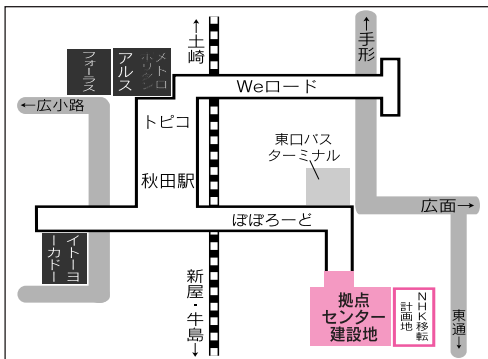 ←土崎
手形→
フォーラス
アルス
メトロ
ホリタン
Weロード
←広小路
トピコ
東口バス
ターミナル
秋田駅
広面→
ぽぽろーど
イトーヨ
ーカドー
新屋・牛島→
拠点
センター
建設地
NHK移転
計画地
東通→